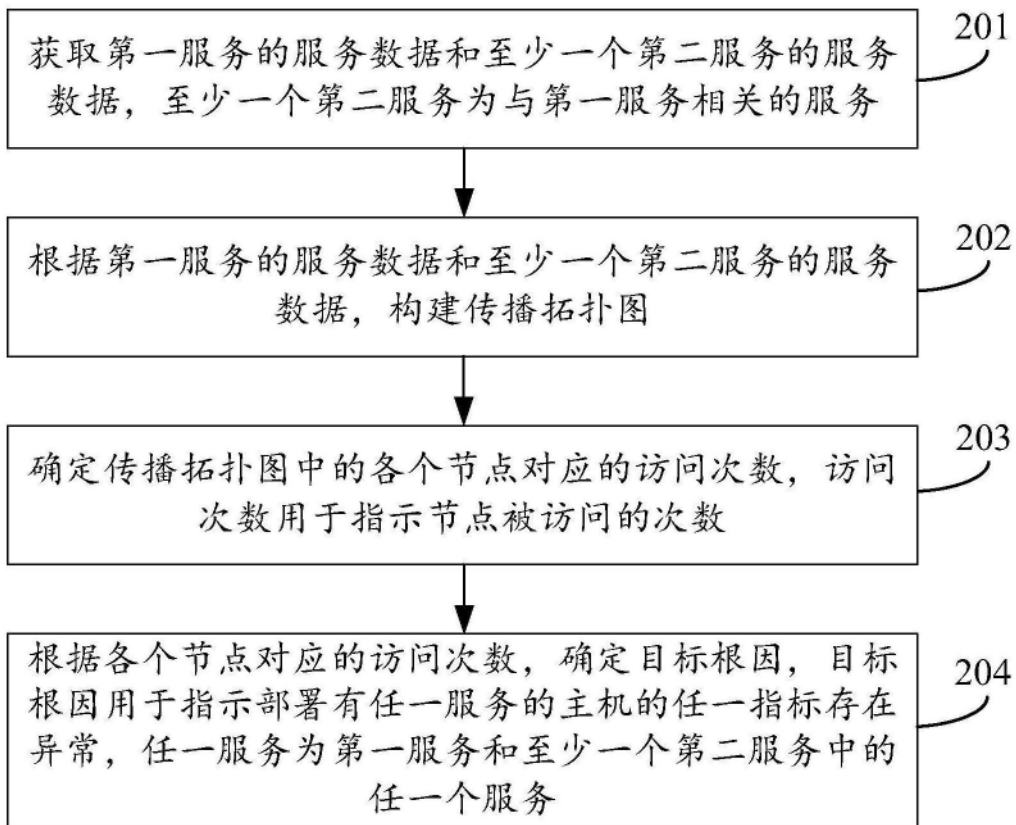 获取第一服务的服务数据和至少一个第二服务的服务
数据，至少一个第二服务为与第一服务相关的服务
201
根据第一服务的服务数据和至少一个第二服务的服务
数据，构建传播拓扑图
202
确定传播拓扑图中的各个节点对应的访问次数，访问
次数用于指示节点被访问的次数
203
根据各个节点对应的访问次数，确定目标根因，目标
根因用于指示部署有任一服务的主机的任一指标存在
异常，任一服务为第一服务和至少一个第二服务中的
任一个服务
204